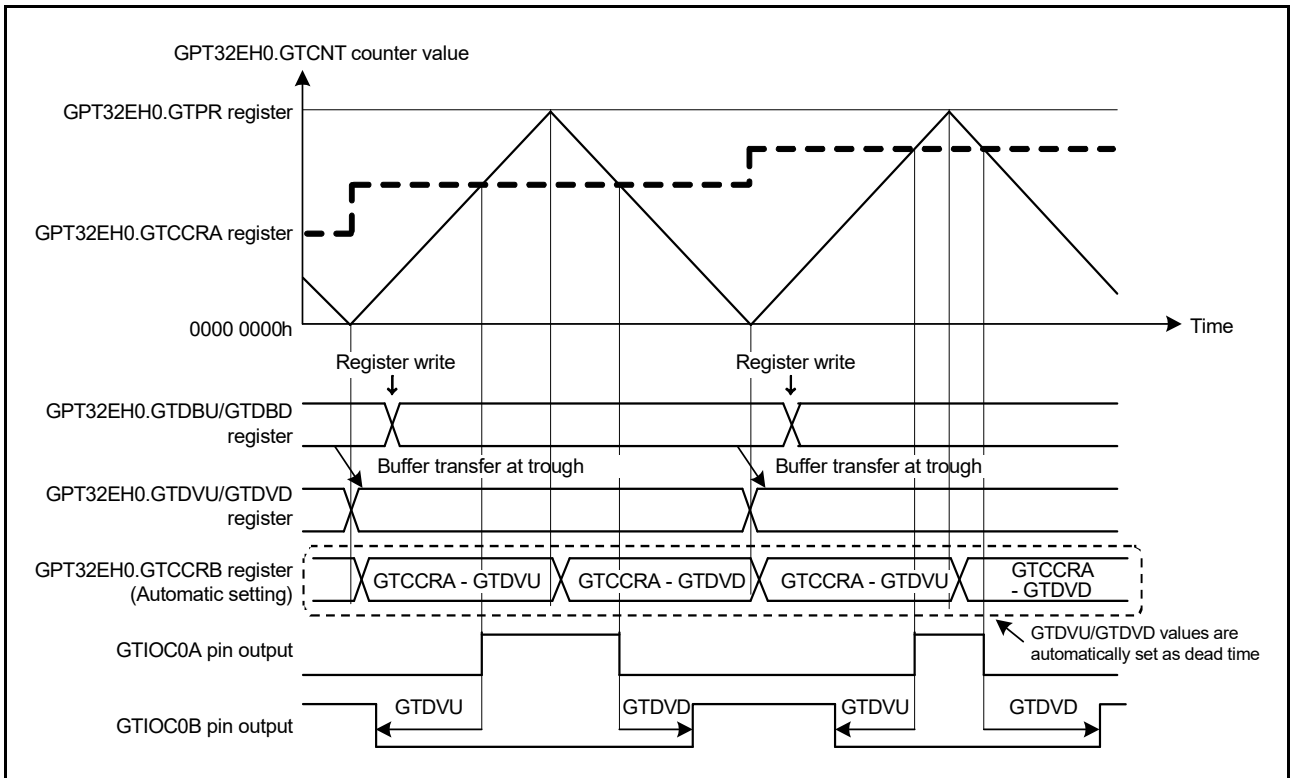 GPT32EH0.GTCNT counter value
GPT32EH0.GTPR register
GPT32EH0.GTCCRA register
0000 0000h
Time
Register write
Register write
GPT32EH0.GTDBU/GTDBD
register
Buffer transfer at trough
Buffer transfer at trough
GPT32EH0.GTDVU/GTDVD
register
GPT32EH0.GTCCRB register
(Automatic setting)
GTCCRA - GTDVU
GTCCRA - GTDVD
GTCCRA - GTDVU
GTCCRA
- GTDVD
GTIOC0A pin output
GTDVU/GTDVD values are
automatically set as dead time
GTIOC0B pin output
GTDVU
GTDVD
GTDVU
GTDVD